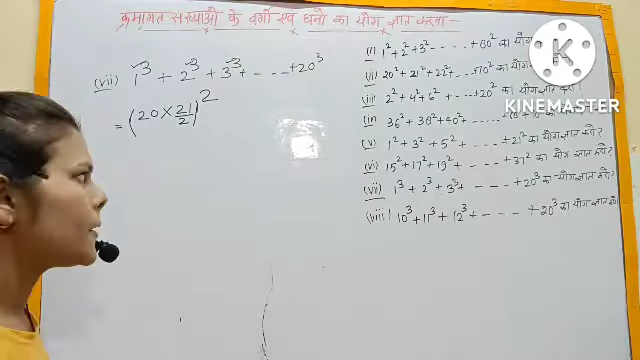 क्रमागत संख्याओं के वर्गों एवं घनों का योग ज्ञात करना –
(vii) 1³ + 2³ + 3³ + - - - +20³
= (20 × 21/2)²
(i) 1² + 2² + 3² - - - - +60² का योग
(ii) 20² + 21² + 22² + - - - +70² का योग
(iii) 2² + 4² + 6² + - - - - +20² का योग ज्ञात करो ?
(iv 36² + 38² + 40² + - - - - -
(v) 1² + 3² + 5² + - - - - +21² का योग ज्ञात करो ?
(vi) 15² + 17² + 19² + - - - - + 37² का योग ज्ञात करो ?
(vii) 1³ + 2³ + 3³ + - - - - + 20³ का योग ज्ञात करो ?
(viii) 10³ + 11³ + 12³ + - - - - + 20³ का योग ज्ञात करो
KINEMASTER